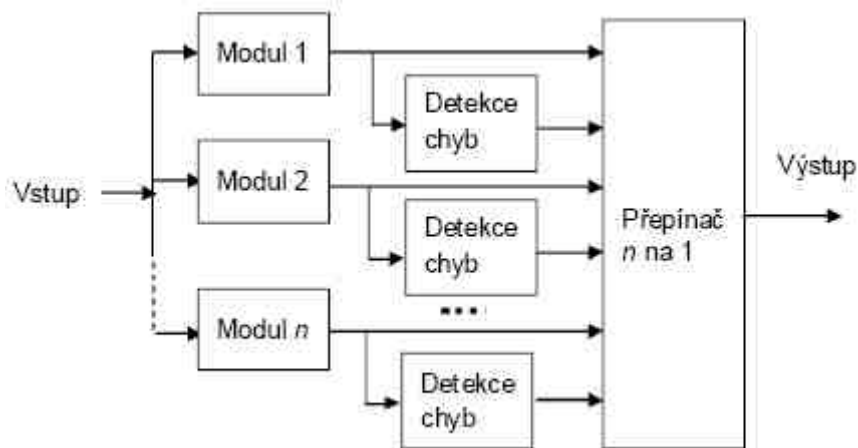 Modul 1
Detekce
chyb
Vstup
Modul 2
Detekce
chyb
Výstup
Přepínač
n na 1
Modul n
Detekce
chyb